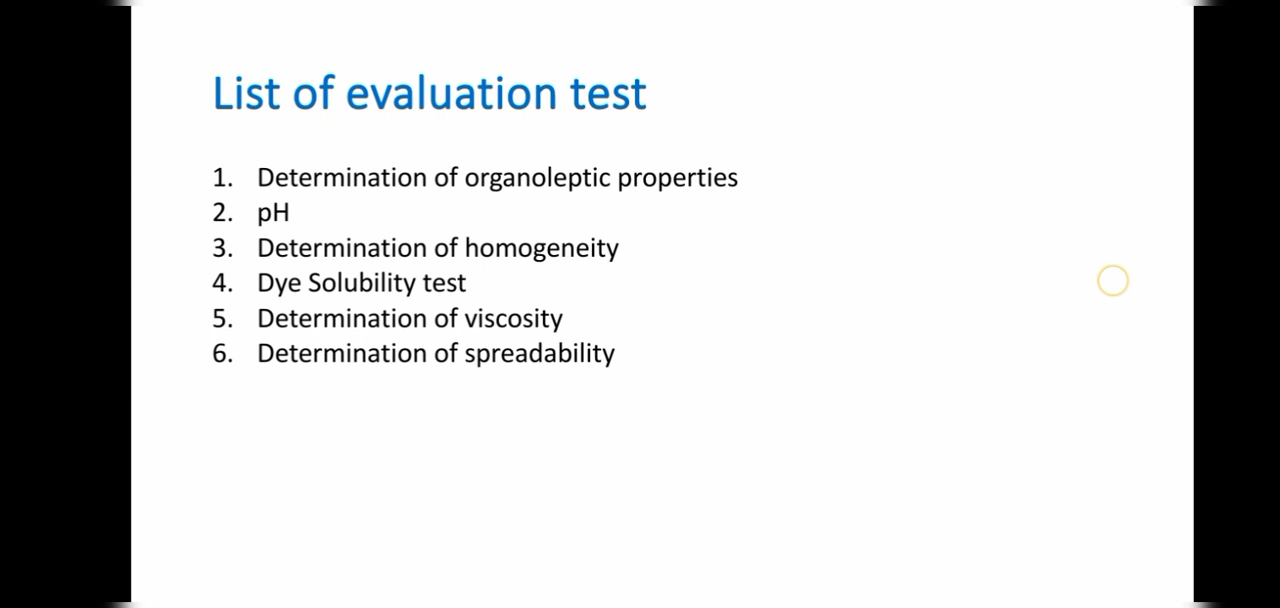 List of evaluation test
1. Determination of organoleptic properties
2. pH
3. Determination of homogeneity
4. Dye Solubility test
5. Determination of viscosity
6. Determination of spreadability